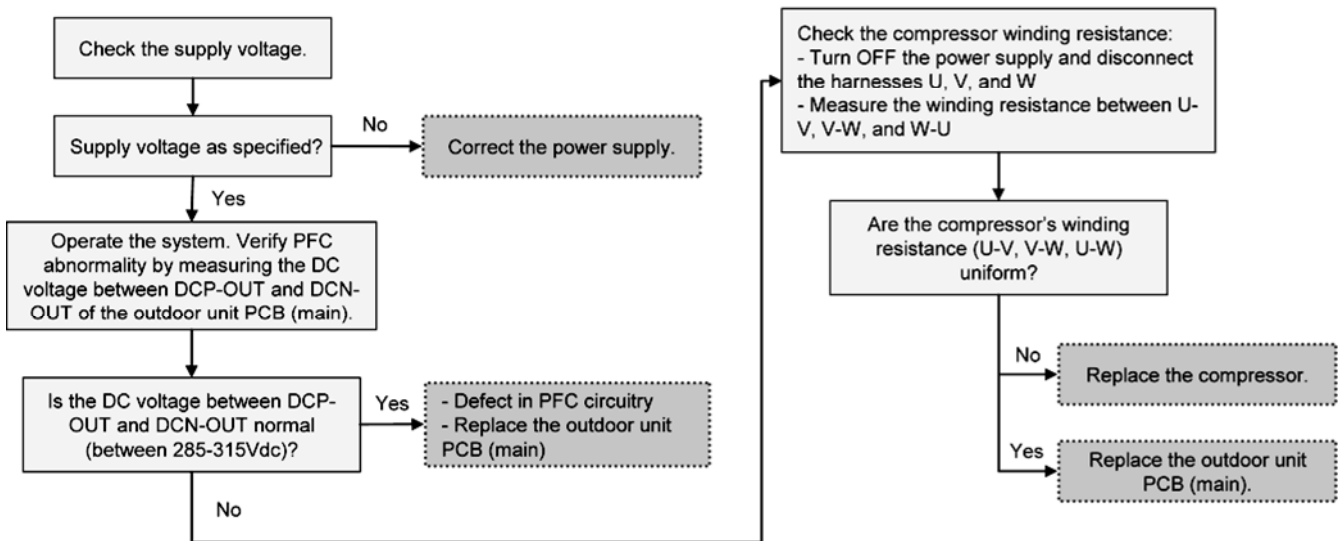 Check the supply voltage.
Supply voltage as specified?
No
Correct the power supply.
Yes
Operate the system. Verify PFC
abnormality by measuring the DC
voltage between DCP-OUT and DCN-
OUT of the outdoor unit PCB (main).
Is the DC voltage between DCP-
OUT and DCN-OUT normal
(between 285-315Vdc)?
Yes
- Defect in PFC circuitry
- Replace the outdoor unit
PCB (main)
No
Check the compressor winding resistance:
- Turn OFF the power supply and disconnect
the harnesses U, V, and W
- Measure the winding resistance between U-
V, V-W, and W-U
Are the compressor's winding
resistance (U-V, V-W, U-W)
uniform?
No
Replace the compressor.
Yes
Replace the outdoor unit
PCB (main).